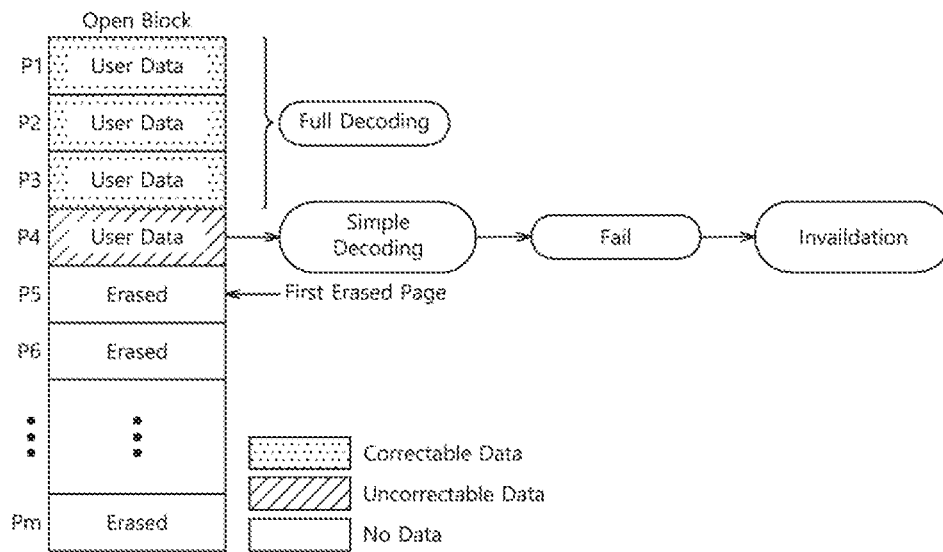 Open Block
P1 User Data
P2 User Data
Full Decoding
P3 User Data
P4 User Data
Simple
Decoding
Fail
Invaildation
P5 Erased
First Erased Page
P6 Erased
Correctable Data
Uncorrectable Data
Pm Erased
No Data